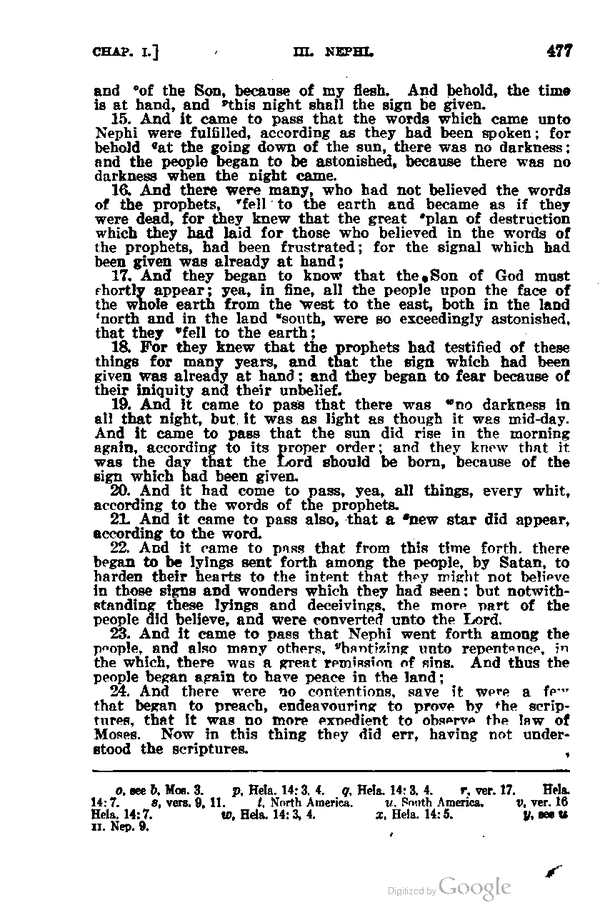 CHAP. I.] III. NEPHI. 477
and ᵒof the Son, because of my flesh. And behold, the time
is at hand, and ᵖthis night shall the sign be given.
15. And it came to pass that the words which came unto
Nephi were fulfilled, according as they had been spoken; for
behold ᑫat the going down of the sun, there was no darkness;
and the people began to be astonished, because there was no
darkness when the night came.
16. And there were many, who had not believed the words
of the prophets, ʳfell to the earth and became as if they
were dead, for they knew that the great ˢplan of destruction
which they had laid for those who believed in the words of
the prophets, had been frustrated; for the signal which had
been given was already at hand;
17. And they began to know that the Son of God must
shortly appear; yea, in fine, all the people upon the face of
the whole earth from the west to the east, both in the land
ᵗnorth and in the land ᵘsouth, were so exceedingly astonished,
that they ᵛfell to the earth;
18. For they knew that the prophets had testified of these
things for many years, and that the sign which had been
given was already at hand; and they began to fear because of
their iniquity and their unbelief.
19. And it came to pass that there was ʷno darkness in
all that night, but it was as light as though it was mid-day.
And it came to pass that the sun did rise in the morning
again, according to its proper order; and they knew that it
was the day that the Lord should be born, because of the
sign which had been given.
20. And it had come to pass, yea, all things, every whit,
according to the words of the prophets.
21. And it came to pass also, that a ˣnew star did appear,
according to the word.
22. And it came to pass that from this time forth, there
began to be lyings sent forth among the people, by Satan, to
harden their hearts to the intent that they might not believe
in those signs and wonders which they had seen; but notwith-
standing these lyings and deceivings, the more part of the
people did believe, and were converted unto the Lord.
23. And it came to pass that Nephi went forth among the
people, and also many others, ʸbaptizing unto repentance, in
the which, there was a great remission of sins. And thus the
people began again to have peace in the land;
24. And there were no contentions, save it were a few
that began to preach, endeavouring to prove by the scrip-
tures, that it was no more expedient to observe the law of
Moses. Now in this thing they did err, having not under-
stood the scriptures.
o, see b, Mos. 3. p, Hela. 14: 3, 4. q, Hela. 14: 3, 4. r, ver. 17. Hela.
14: 7. s, vers. 9, 11. t, North America. u, South America. v, ver. 16
Hela. 14: 7. w, Hela. 14: 3, 4. x, Hela. 14: 5. y, see u
II. Nep. 9.
Digitized by Google